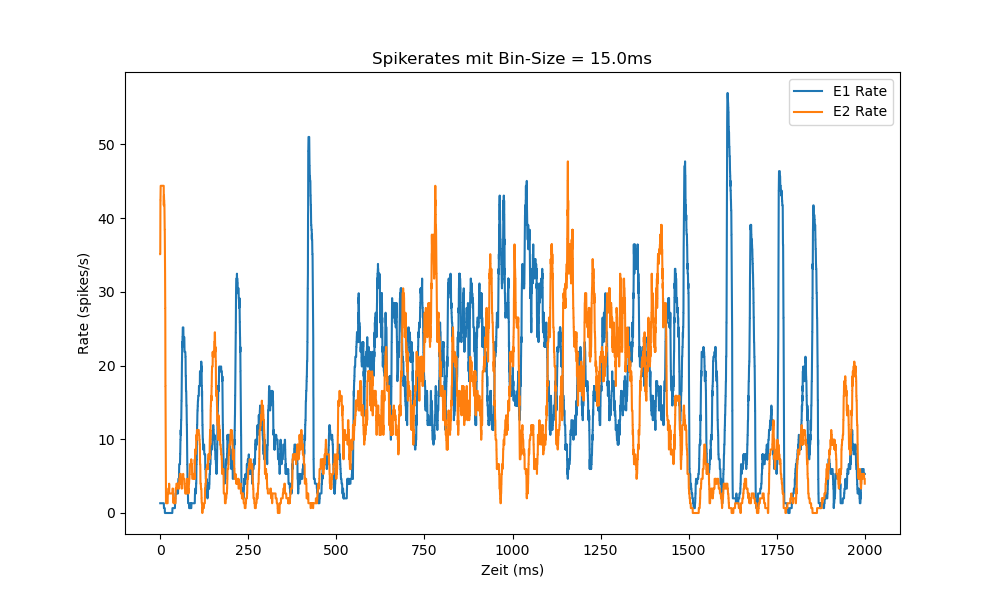 Spikerates mit Bin-Size = 15.0ms
E1 Rate
E2 Rate
Rate (spikes/s)
50
40
30
20
10
0
0 250 500 750 1000 1250 1500 1750 2000
Zeit (ms)